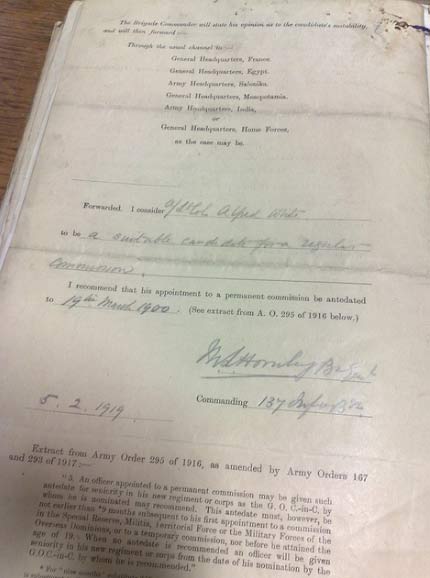 The Brigade Commander will state his opinion as to the candidate's suitability,
and will then forward:—
Through the usual channel to—
General Headquarters, France.
General Headquarters, Egypt.
Army Headquarters, Salonika.
General Headquarters, Mesopotamia.
Army Headquarters, India,
or
General Headquarters, Home Forces,
as the case may be.
Forwarded. I consider Alfred White
to be a suitable candidate for a regular
commission.
I recommend that his appointment to a permanent commission be antedated
to 19th March 1900. (See extract from A. O. 295 of 1916 below.)
Hornby
Commanding 137
5. 2. 1919
Extract from Army Order 295 of 1916, as amended by Army Orders 167
and 293 of 1917:—
"5. An officer appointed to a permanent commission may be given such
antedate for seniority in his new regiment or corps as the G. O. C.-in-C. by
whom he is nominated may recommend. This antedate must, however, be
not earlier than *9 months subsequent to his first appointment to a commission
in the Special Reserve, Militia, Territorial Force or the Military Forces of the
Overseas Dominions, or to a temporary commission, nor before he attained the
age of 19. When no antedate is recommended an officer will be given
seniority in his new regiment or corps from the date of his nomination by the
G.O.C-in-C. by whom he is recommended."
* For "nine months"